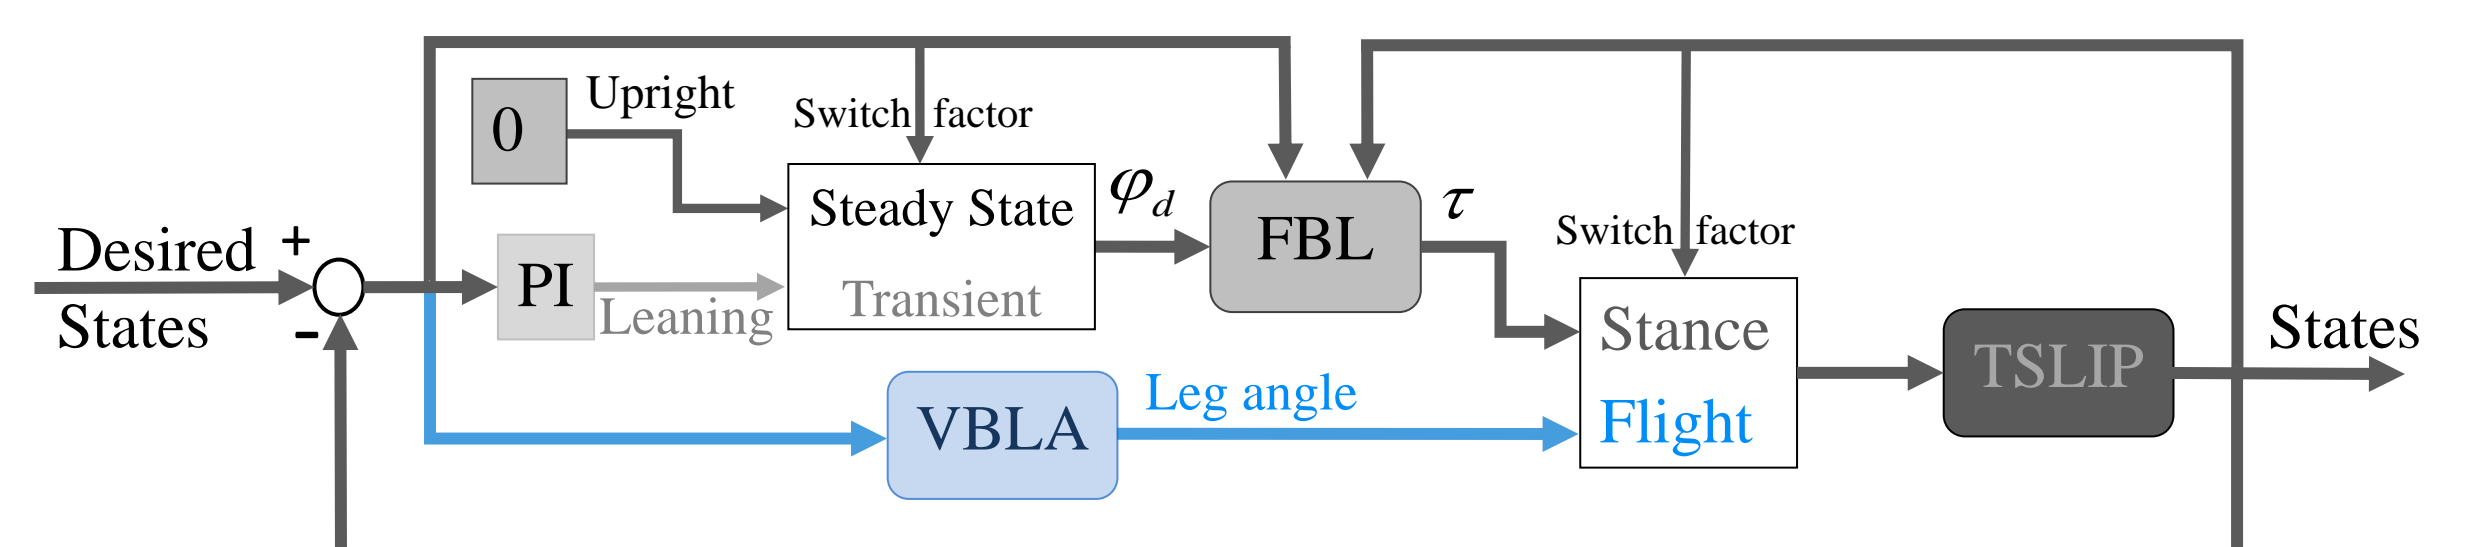 Desired
States
+
-
0
Upright
PI
Leaning
Switch factor
Steady State
Transient
φd
FBL
τ
VBLA
Leg angle
Switch factor
Stance
Flight
TSLIP
States